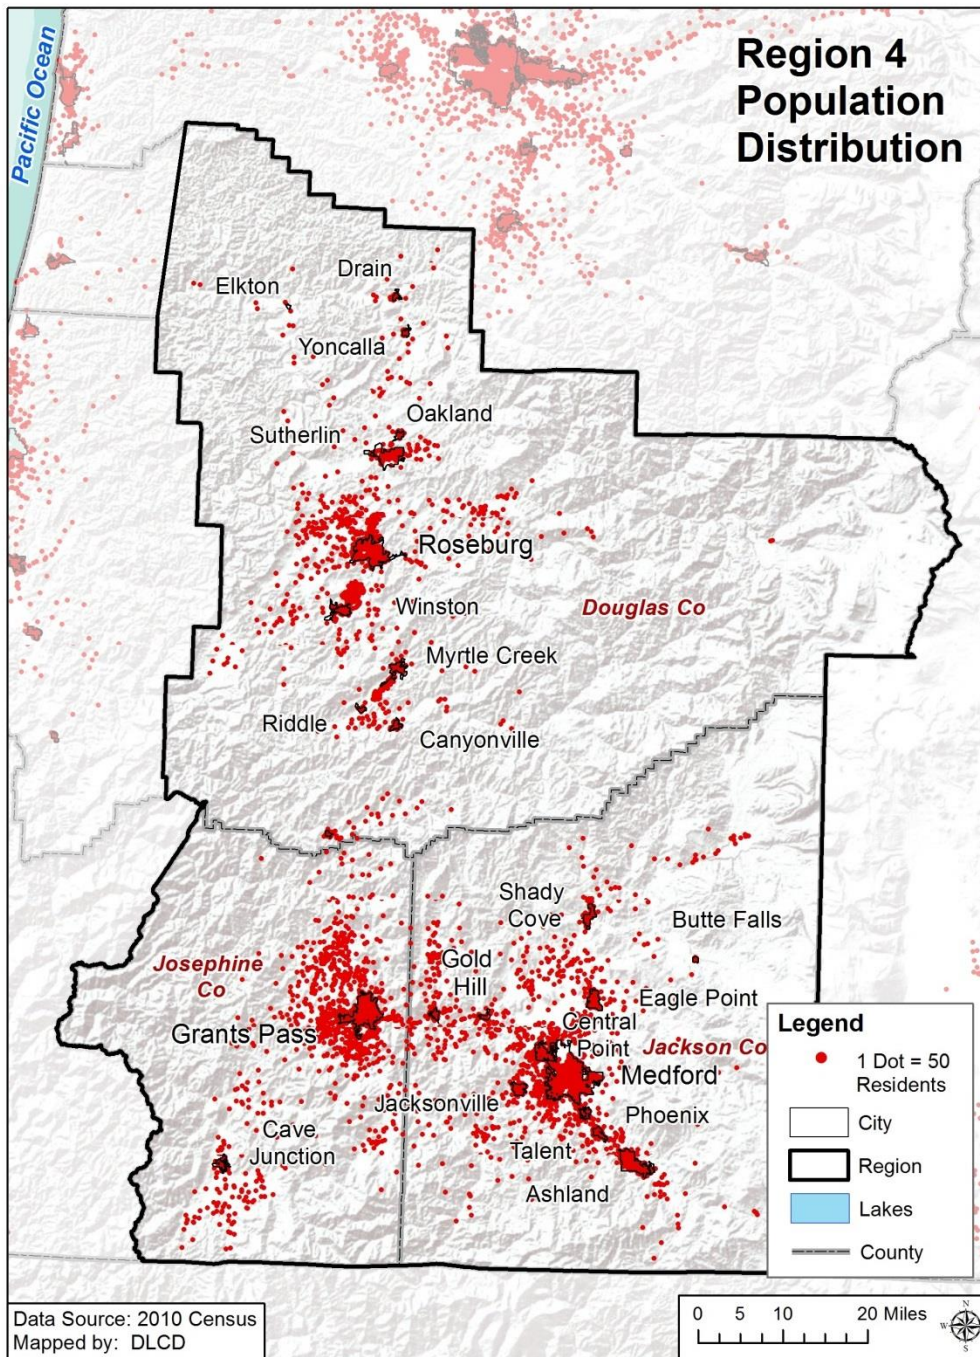 Region 4
Population
Distribution
Pacific Ocean
Drain
Elkton
Yoncalla
Oakland
Sutherlin
Roseburg
Winston
Douglas Co
Myrtle Creek
Riddle
Canyonville
Shady
Cove
Butte Falls
Josephine
Co
Gold
Hill
Eagle Point
Grants Pass
Central
Point
Jackson Co
Medford
Jacksonville
Phoenix
Cave
Junction
Talent
Ashland
Legend
1 Dot = 50
Residents
City
Region
Lakes
County
Data Source: 2010 Census
Mapped by: DLCD
0 5 10 20 Miles
N
W
E
S